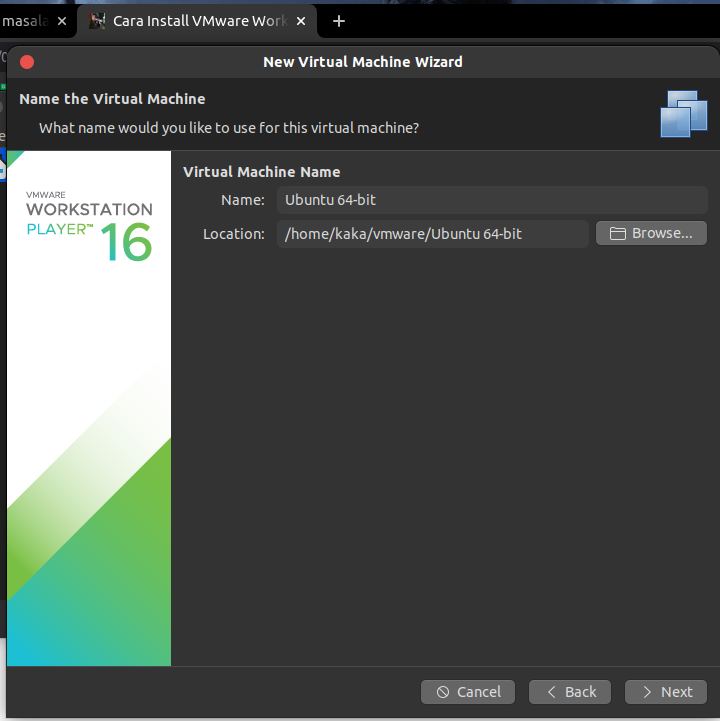 masala
Cara Install VMware Work
New Virtual Machine Wizard
Name the Virtual Machine
What name would you like to use for this virtual machine?
VMWARE
WORKSTATION
PLAYER™ 16
Virtual Machine Name
Name: Ubuntu 64-bit
Location: /home/kaka/vmware/Ubuntu 64-bit Browse...
Cancel Back Next